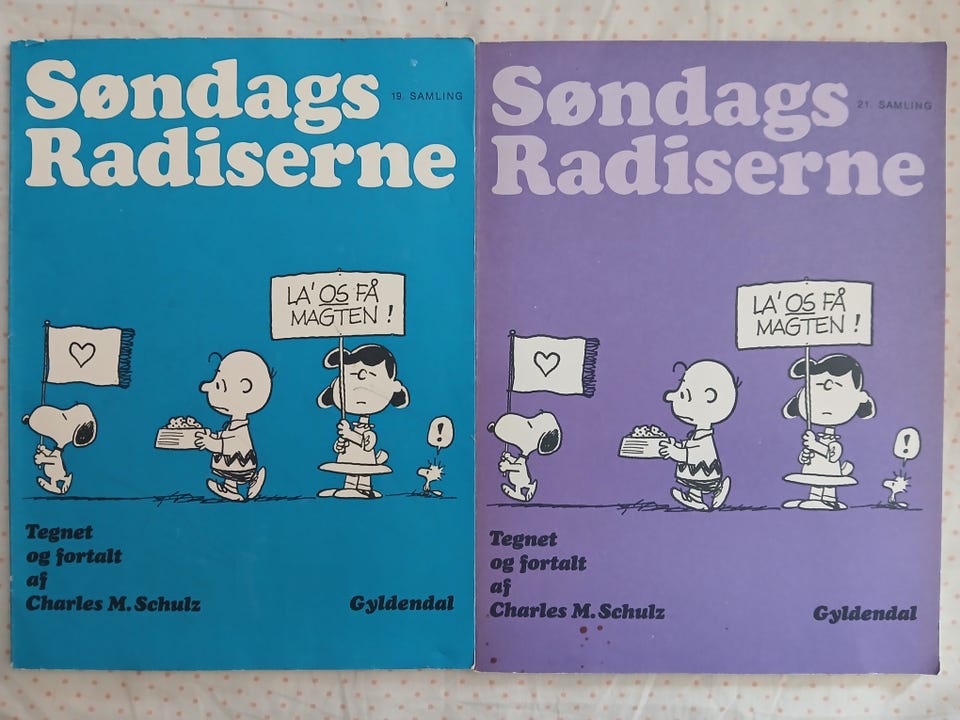 Søndags
19. SAMLING
Radiserne
LA' OS FÅ
MAGTEN !
!
Tegnet
og fortalt
af
Charles M. Schulz
Gyldendal
Søndags
21. SAMLING
Radiserne
LA' OS FÅ
MAGTEN !
!
Tegnet
og fortalt
af
Charles M. Schulz
Gyldendal